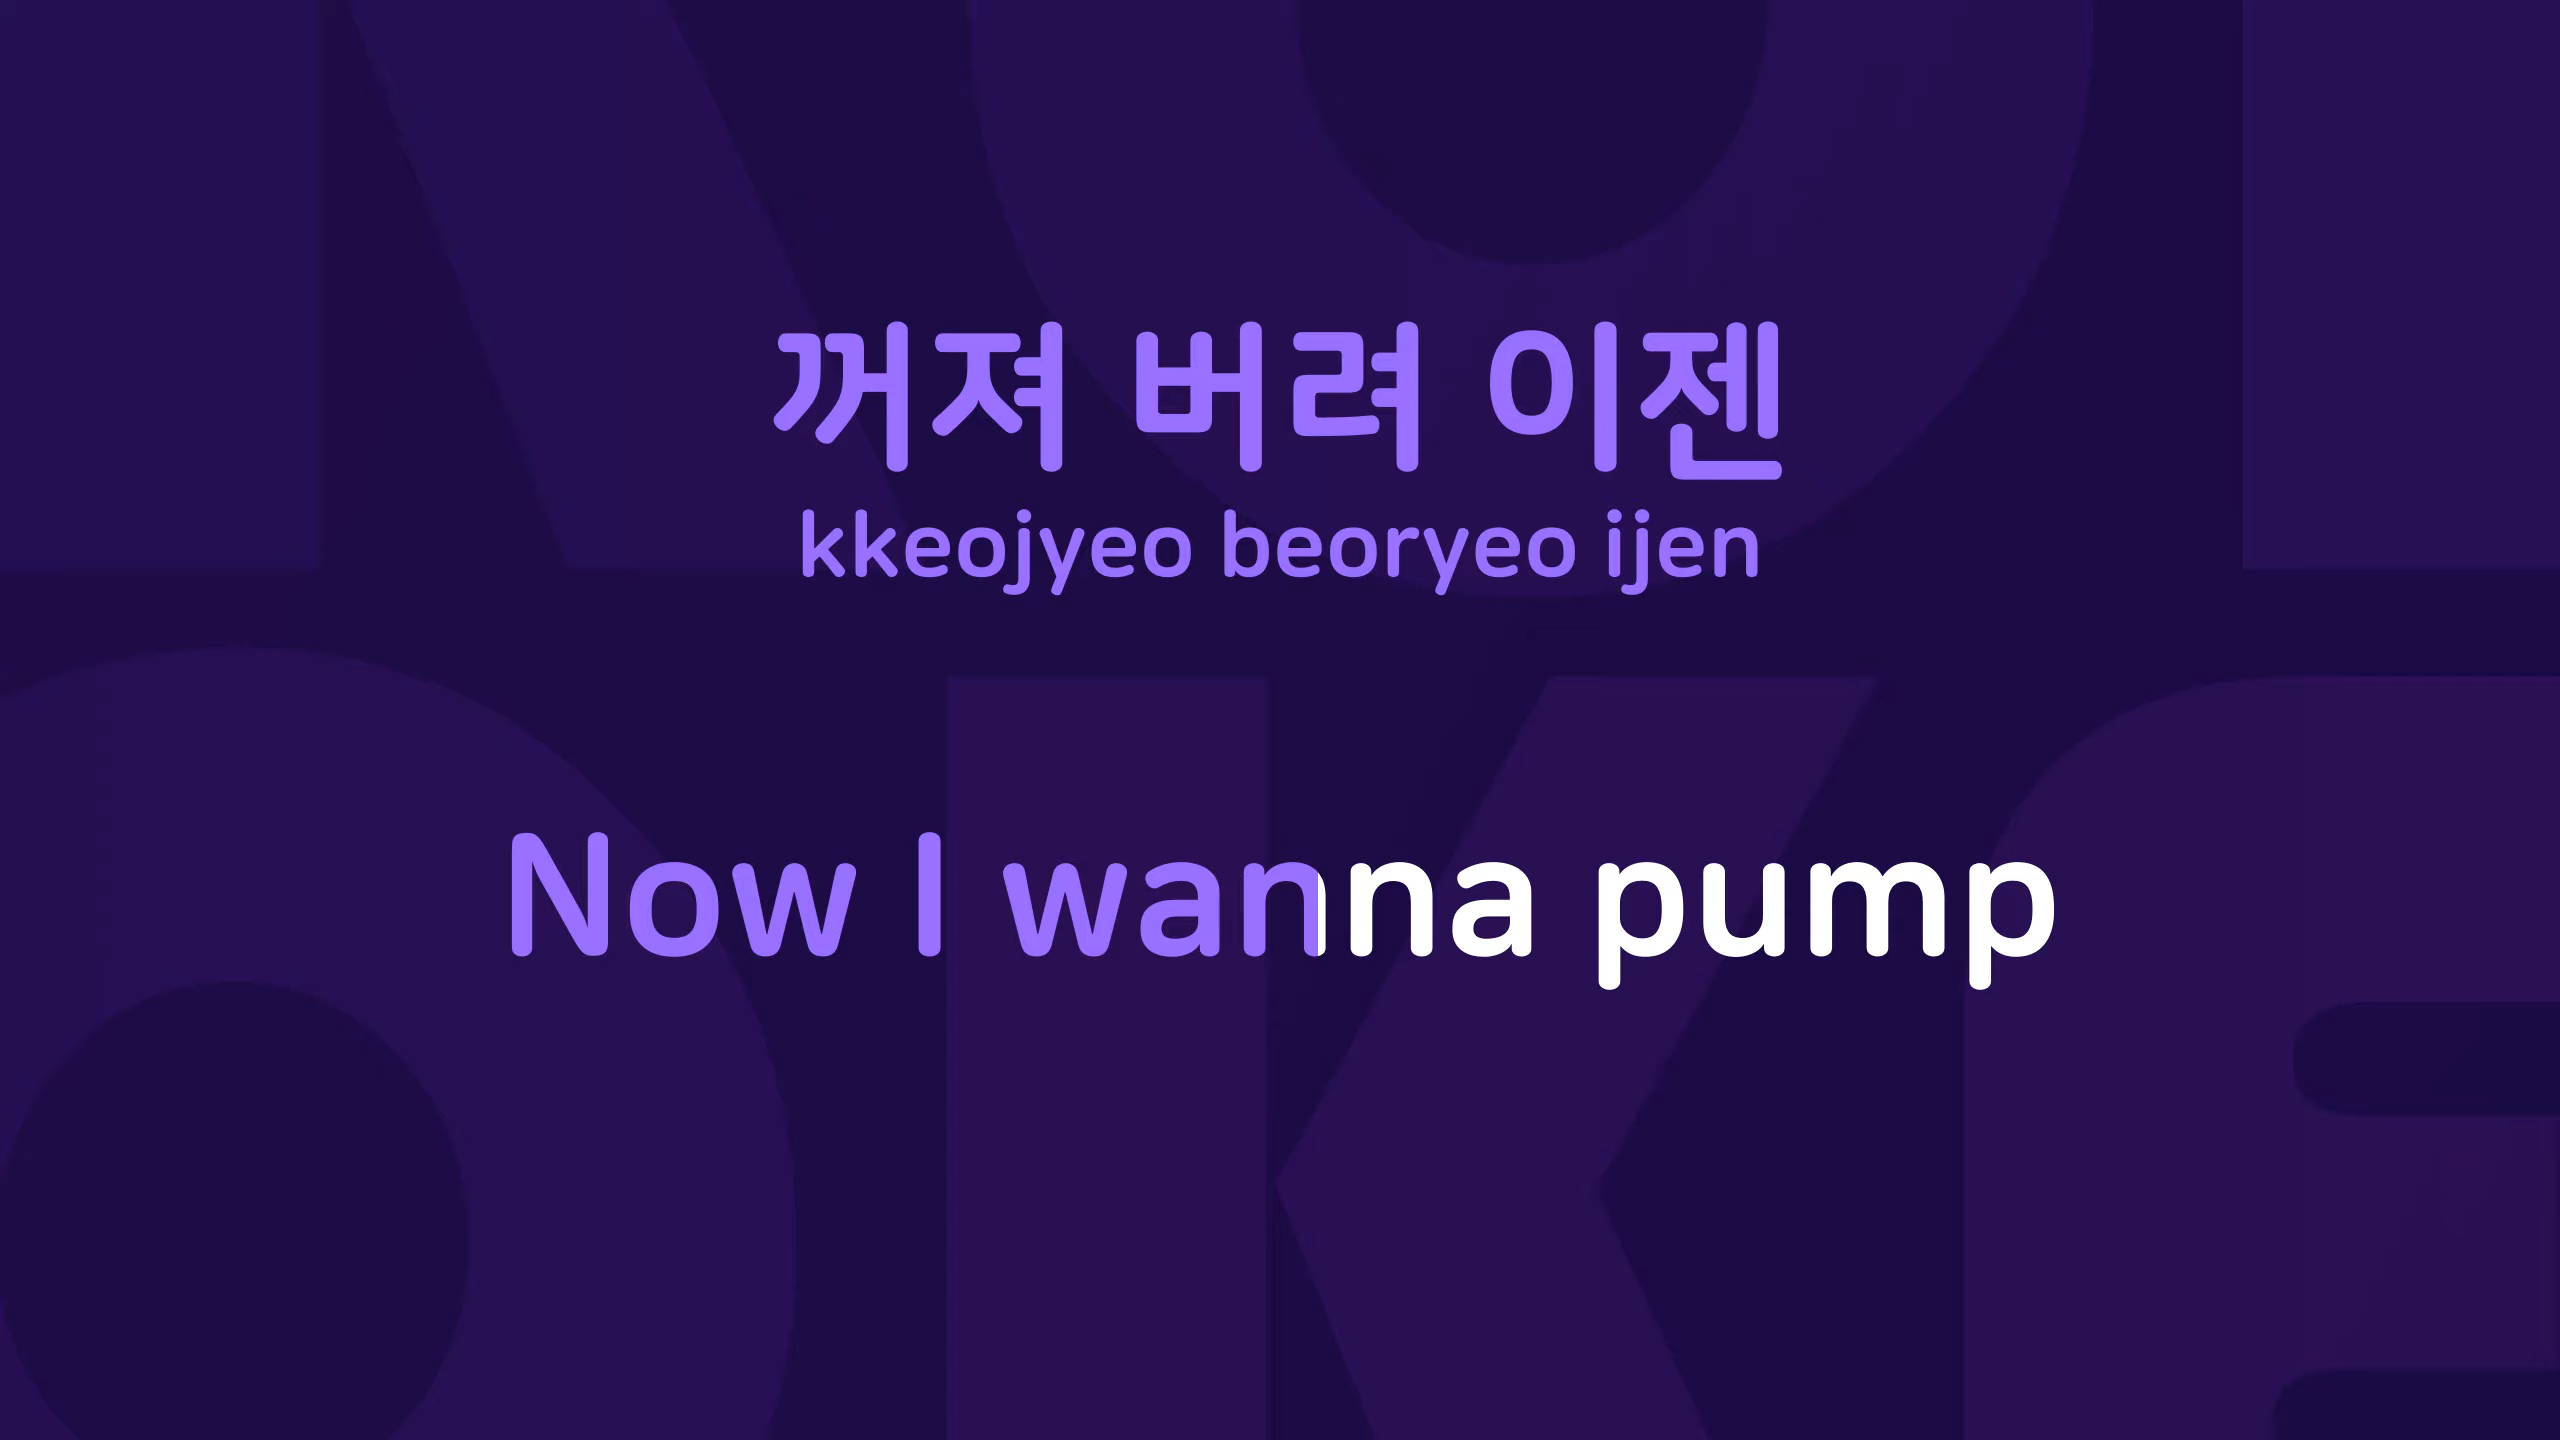 꺼져 버려 이젠
kkeojyeo beoryeo ijen
Now I wanna pump